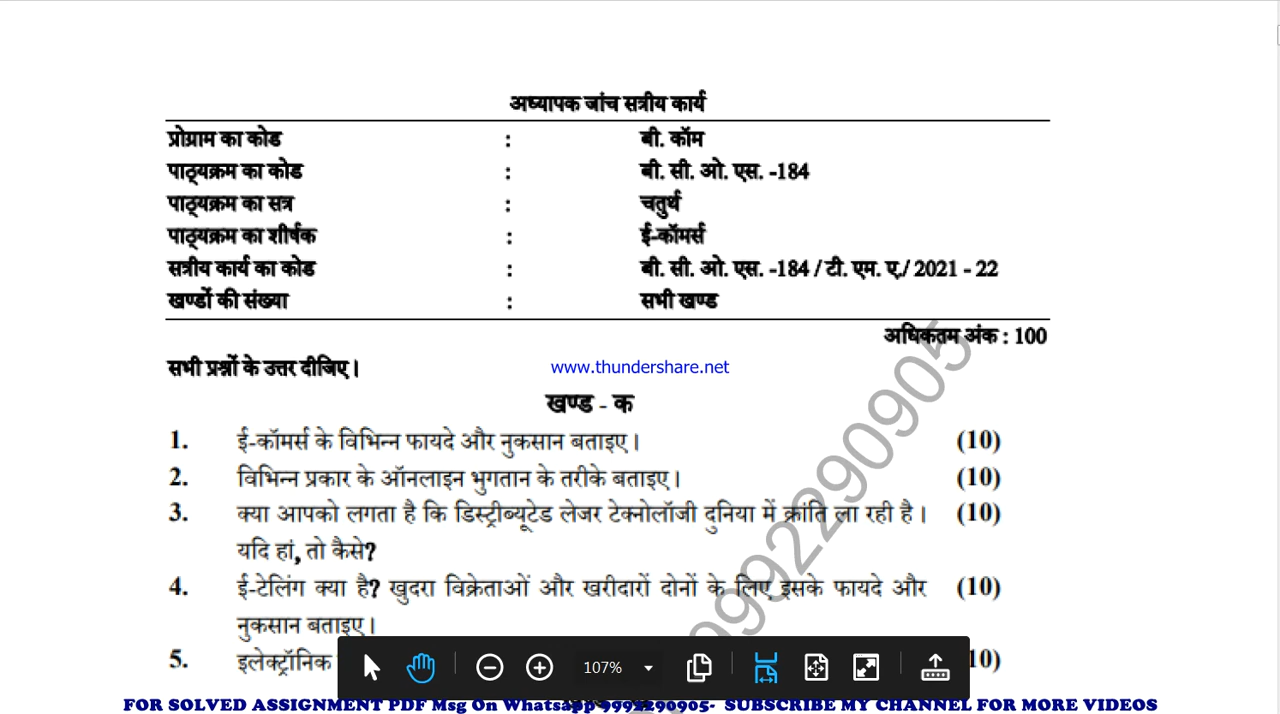 अध्यापक जांच सत्रीय कार्य
प्रोग्राम का कोड : बी. कॉम
पाठ्यक्रम का कोड : बी. सी. ओ. एस. -184
पाठ्यक्रम का सत्र : चतुर्थ
पाठ्यक्रम का शीर्षक : ई-कॉमर्स
सत्रीय कार्य का कोड : बी. सी. ओ. एस. -184 / टी. एम. ए./ 2021 - 22
खण्डों की संख्या : सभी खण्ड
अधिकतम अंक : 100
सभी प्रश्नों के उत्तर दीजिए।
www.thundershare.net
खण्ड - क
1. ई-कॉमर्स के विभिन्न फायदे और नुकसान बताइए। (10)
2. विभिन्न प्रकार के ऑनलाइन भुगतान के तरीके बताइए। (10)
3. क्या आपको लगता है कि डिस्ट्रीब्यूटेड लेजर टेक्नोलॉजी दुनिया में क्रांति ला रही है। (10)
यदि हां, तो कैसे?
4. ई-टेलिंग क्या है? खुदरा विक्रेताओं और खरीदारों दोनों के लिए इसके फायदे और (10)
नुकसान बताइए।
5. इलेक्ट्रॉनिक 10)
107%
FOR SOLVED ASSIGNMENT PDF Msg On Whatsapp 9992290905- SUBSCRIBE MY CHANNEL FOR MORE VIDEOS
9992290905